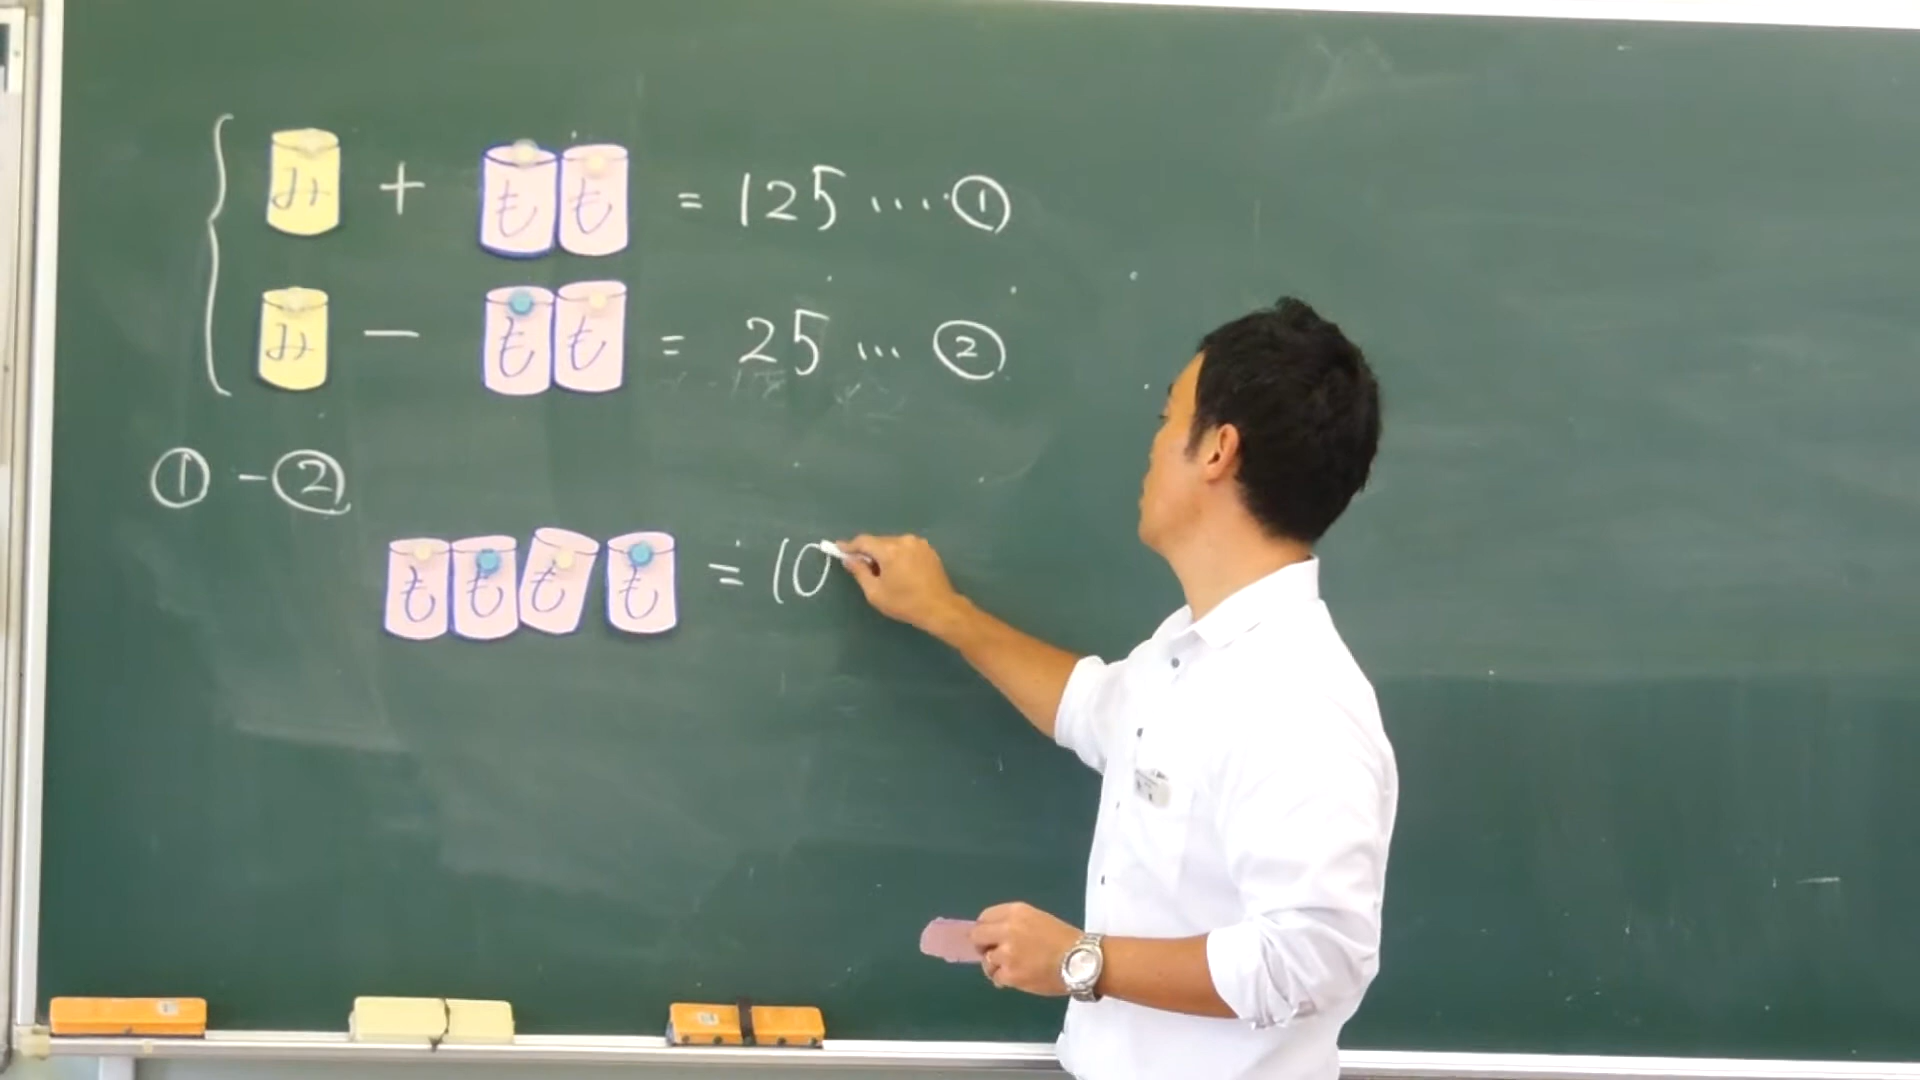 み + もも = 125 ····· ①
み - もも = 25 ··· ②
① - ②
もももも = 10